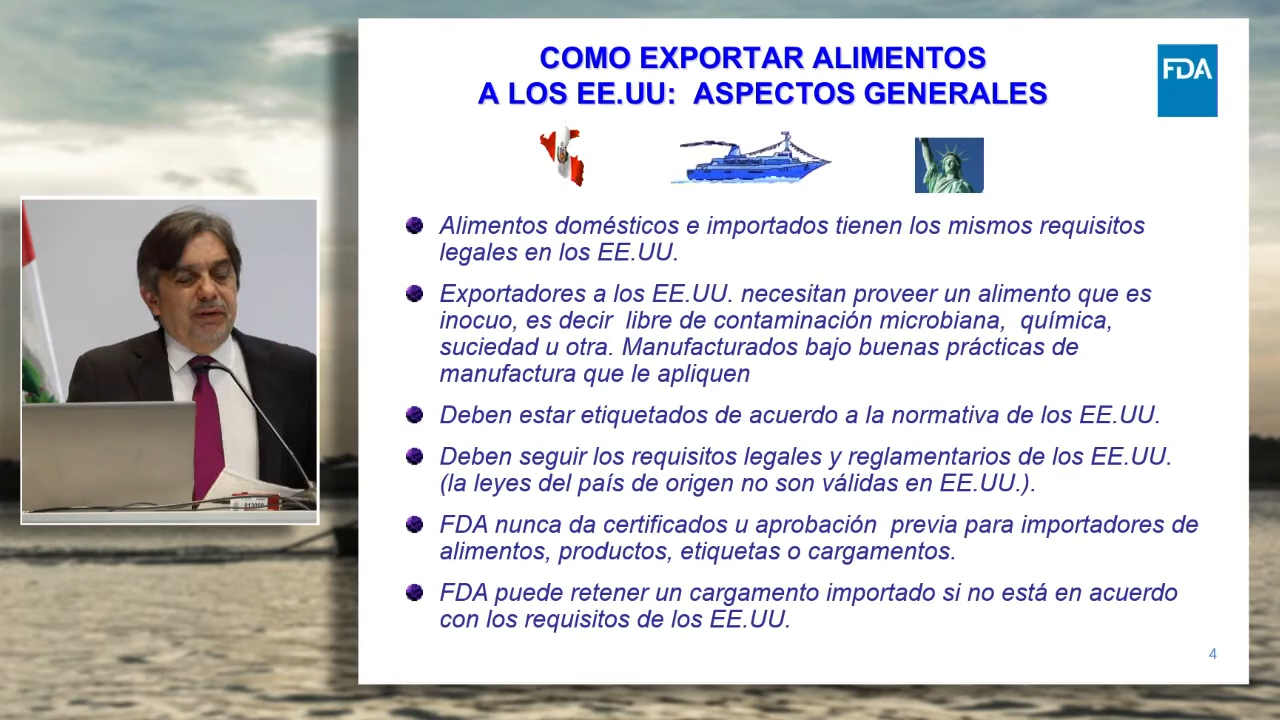 COMO EXPORTAR ALIMENTOS
A LOS EE.UU: ASPECTOS GENERALES
FDA
Alimentos domésticos e importados tienen los mismos requisitos
legales en los EE.UU.
Exportadores a los EE.UU. necesitan proveer un alimento que es
inocuo, es decir libre de contaminación microbiana, química,
suciedad u otra. Manufacturados bajo buenas prácticas de
manufactura que le apliquen
Deben estar etiquetados de acuerdo a la normativa de los EE.UU.
Deben seguir los requisitos legales y reglamentarios de los EE.UU.
(la leyes del país de origen no son válidas en EE.UU.).
FDA nunca da certificados u aprobación previa para importadores de
alimentos, productos, etiquetas o cargamentos.
FDA puede retener un cargamento importado si no está en acuerdo
con los requisitos de los EE.UU.
4